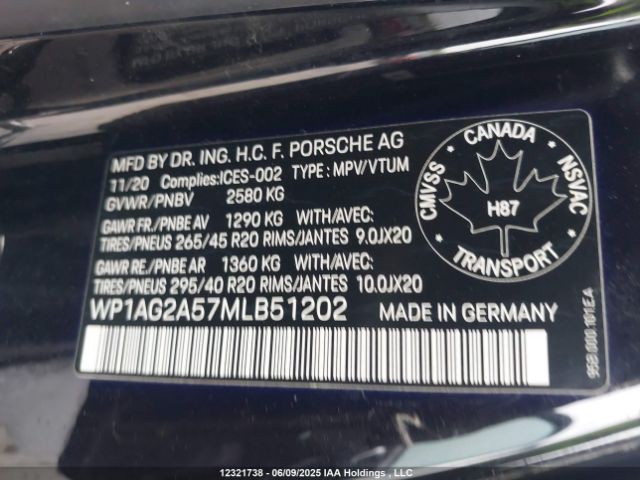 MFD BY DR. ING. H.C. F. PORSCHE AG
11/20 Complies:ICES-002 TYPE : MPV/VTUM
GVWR/PNBV 2580 KG
GAWR FR./PNBE AV 1290 KG WITH/AVEC:
TIRES/PNEUS 265/45 R20 RIMS/JANTES 9.0JX20
GAWR RE./PNBE AR 1360 KG WITH/AVEC:
TIRES/PNEUS 295/40 R20 RIMS/JANTES 10.0JX20
WP1AG2A57MLB51202 MADE IN GERMANY
CANADA
CMVSS
NSVAC
H87
TRANSPORT
95B.000.101E.A
12321738 - 06/09/2025 IAA Holdings , LLC